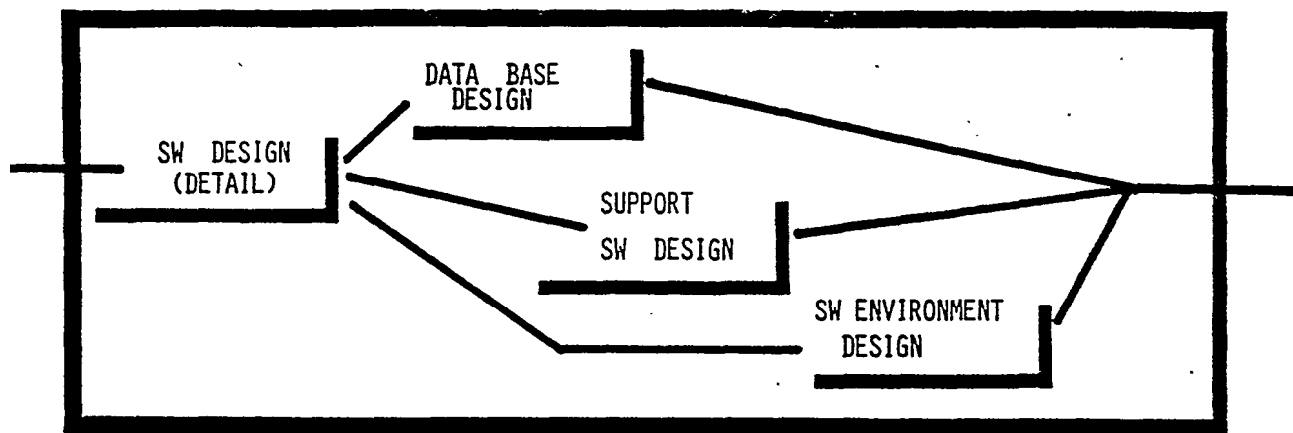 DATA BASE
DESIGN
SW DESIGN
(DETAIL)
SUPPORT
SW DESIGN
SW ENVIRONMENT
DESIGN